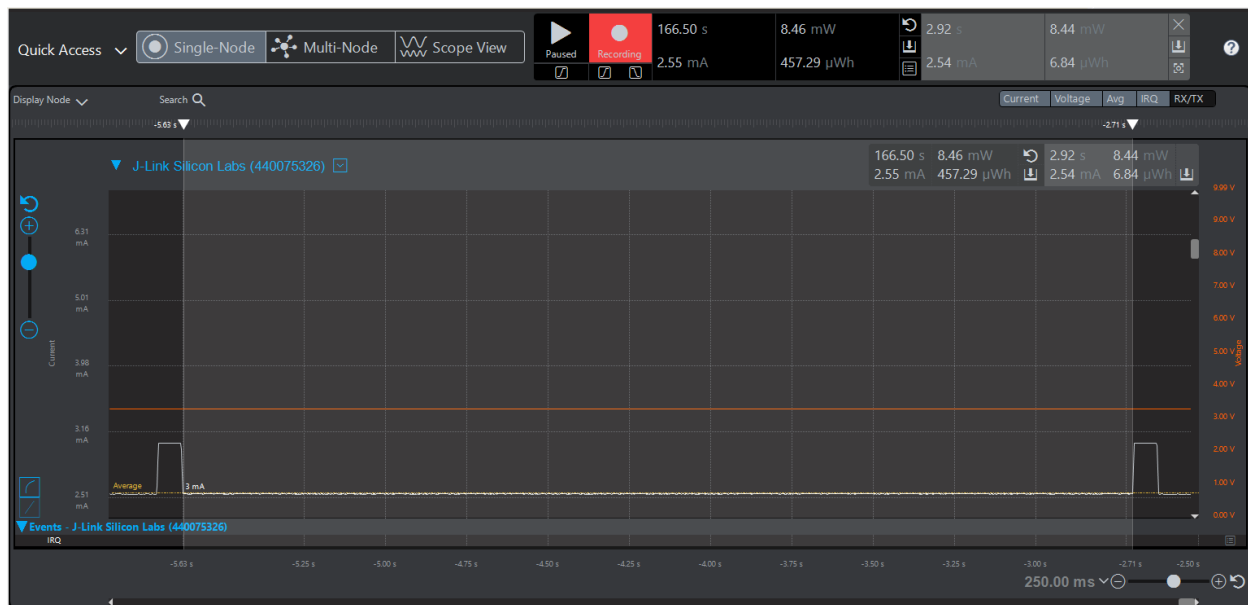 Quick Access
Single-Node
Multi-Node
Scope View
Paused
Recording
166.50 s
8.46 mW
2.55 mA
457.29 µWh
2.92 s
8.44 mW
2.54 mA
6.84 µWh
Display Node
Search
Current
Voltage
Avg
IRQ
RX/TX
-5.63 s
-2.71 s
J-Link Silicon Labs (440075326)
166.50 s 8.46 mW
2.55 mA 457.29 µWh
2.92 s 8.44 mW
2.54 mA 6.84 µWh
6.31
mA
5.01
mA
3.98
mA
3.16
mA
2.51
mA
Current
Average
3 mA
9.99 V
9.00 V
8.00 V
7.00 V
6.00 V
5.00 V
4.00 V
3.00 V
2.00 V
1.00 V
0.00 V
Voltage
Events - J-Link Silicon Labs (440075326)
IRQ
-5.63 s
-5.25 s
-5.00 s
-4.75 s
-4.50 s
-4.25 s
-4.00 s
-3.75 s
-3.50 s
-3.25 s
-3.00 s
-2.71 s
-2.50 s
250.00 ms